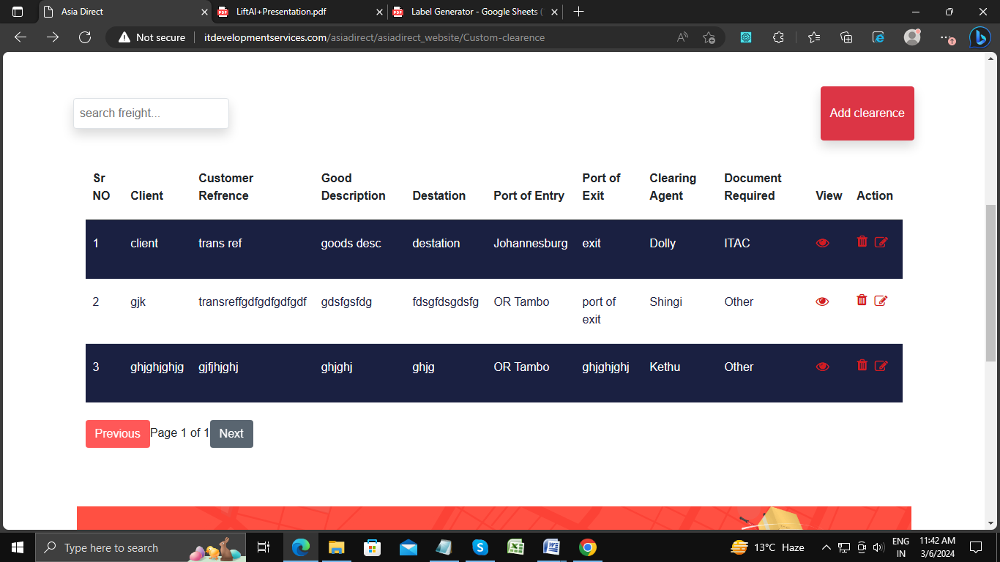 Asia Direct
LiftAI+Presentation.pdf
Label Generator - Google Sheets (
Not secure
itdevelopmentservices.com/asiadirect/asiadirect_website/Custom-clearence
search freight...
Add clearence
Sr NO
Client
Customer Refrence
Good Description
Destation
Port of Entry
Port of Exit
Clearing Agent
Document Required
View
Action
1 client trans ref goods desc destation Johannesburg exit Dolly ITAC
2 gjk transreffgdfgdfgdfgdf gdsfgsfdg fdsgfdsgdsfg OR Tambo port of exit Shingi Other
3 ghjghjghjg gjfjhjghj ghjghj ghjg OR Tambo ghjghjghj Kethu Other
Previous Page 1 of 1 Next
Type here to search
13°C Haze
ENG
IN
11:42 AM
3/6/2024